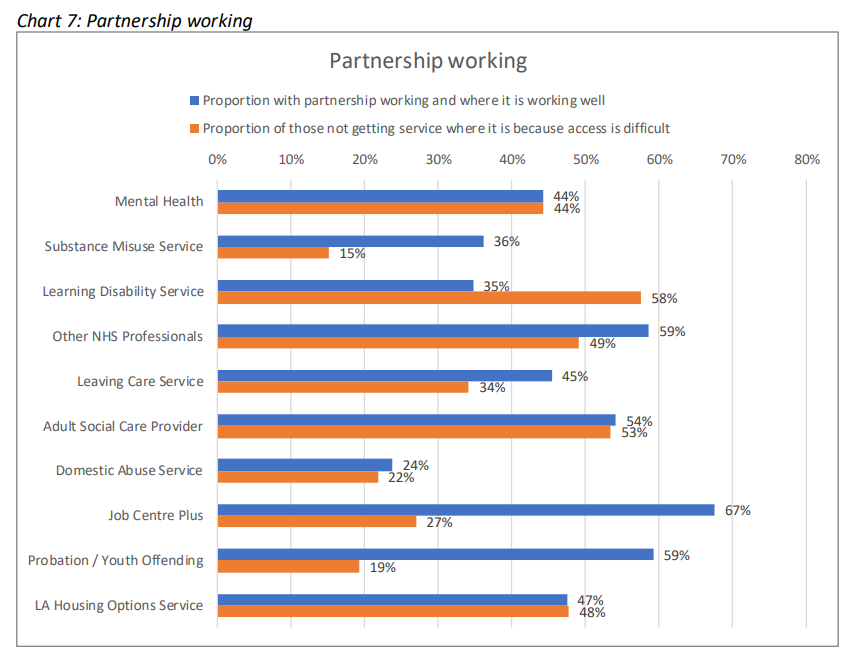 Chart 7: Partnership working
Partnership working
Proportion with partnership working and where it is working well
Proportion of those not getting service where it is because access is difficult
0% 10% 20% 30% 40% 50% 60% 70% 80%
Mental Health 44%
44%
Substance Misuse Service 36%
15%
Learning Disability Service 35%
58%
Other NHS Professionals 59%
49%
Leaving Care Service 45%
34%
Adult Social Care Provider 54%
53%
Domestic Abuse Service 24%
22%
Job Centre Plus 67%
27%
Probation / Youth Offending 59%
19%
LA Housing Options Service 47%
48%